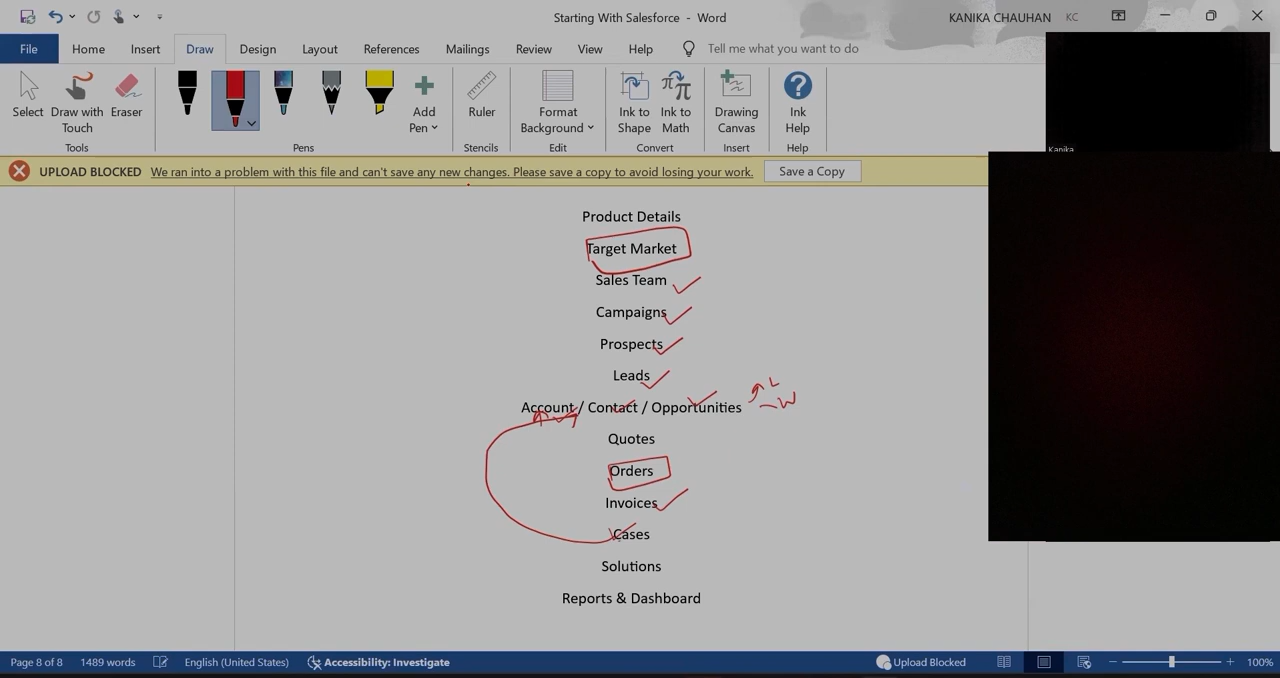 Starting With Salesforce - Word
KANIKA CHAUHAN KC
File Home Insert Draw Design Layout References Mailings Review View Help Tell me what you want to do
Select Draw with Touch Eraser Add Pen Ruler Format Background Ink to Shape Ink to Math Drawing Canvas Ink Help
Tools Pens Stencils Edit Convert Insert Help
Kanika
UPLOAD BLOCKED We ran into a problem with this file and can't save any new changes. Please save a copy to avoid losing your work. Save a Copy
Product Details
Target Market
Sales Team
Campaigns
Prospects
Leads
L
Account / Contact / Opportunities
W
Quotes
Orders
Invoices
Cases
Solutions
Reports & Dashboard
Page 8 of 8 1489 words English (United States) Accessibility: Investigate Upload Blocked 100%